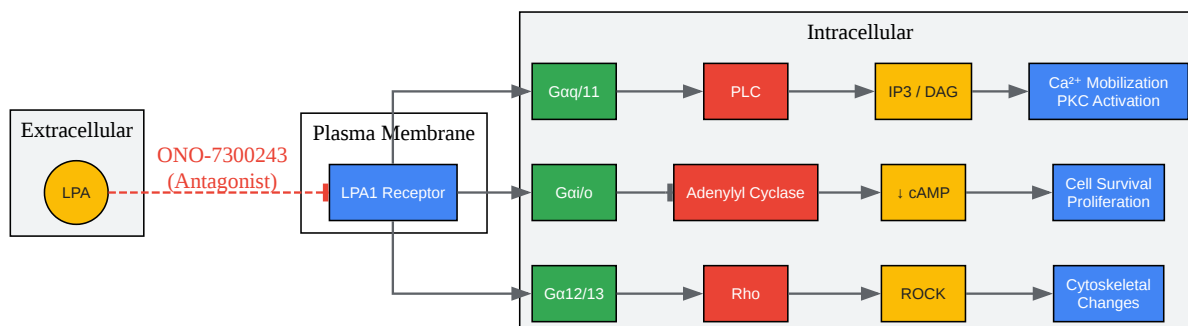 Intracellular
Gαq/11
PLC
IP3 / DAG
Ca²⁺ Mobilization
PKC Activation
Extracellular
Plasma Membrane
ONO-7300243
(Antagonist)
LPA
LPA1 Receptor
Gαi/o
Adenylyl Cyclase
↓ cAMP
Cell Survival
Proliferation
Gα12/13
Rho
ROCK
Cytoskeletal
Changes